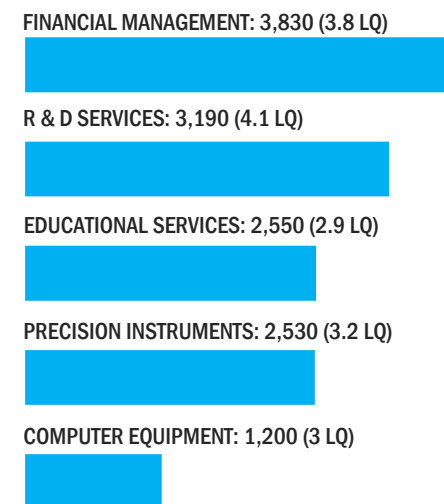 FINANCIAL MANAGEMENT: 3,830 (3.8 LQ)
R & D SERVICES: 3,190 (4.1 LQ)
EDUCATIONAL SERVICES: 2,550 (2.9 LQ)
PRECISION INSTRUMENTS: 2,530 (3.2 LQ)
COMPUTER EQUIPMENT: 1,200 (3 LQ)